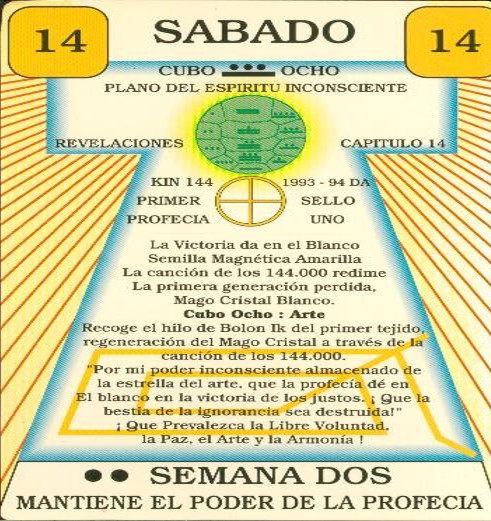 14 SABADO 14
CUBO OCHO
PLANO DEL ESPIRITU INCONSCIENTE
REVELACIONES CAPITULO 14
KIN 144 1993 - 94 DA
PRIMER SELLO
PROFECIA UNO
La Victoria da en el Blanco
Semilla Magnética Amarilla
La canción de los 144.000 redime
La primera generación perdida,
Mago Cristal Blanco.
Cubo Ocho : Arte
Recoge el hilo de Bolon Ik del primer tejido,
regeneración del Mago Cristal a través de la
canción de los 144.000.
"Por mi poder inconsciente almacenado de
la estrella del arte, que la profecía dé en
El blanco en la victoria de los justos. ¡ Que la
bestia de la ignorancia sea destruida!"
¡ Que Prevalezca la Libre Voluntad.
la Paz, el Arte y la Armonía !
SEMANA DOS
MANTIENE EL PODER DE LA PROFECIA